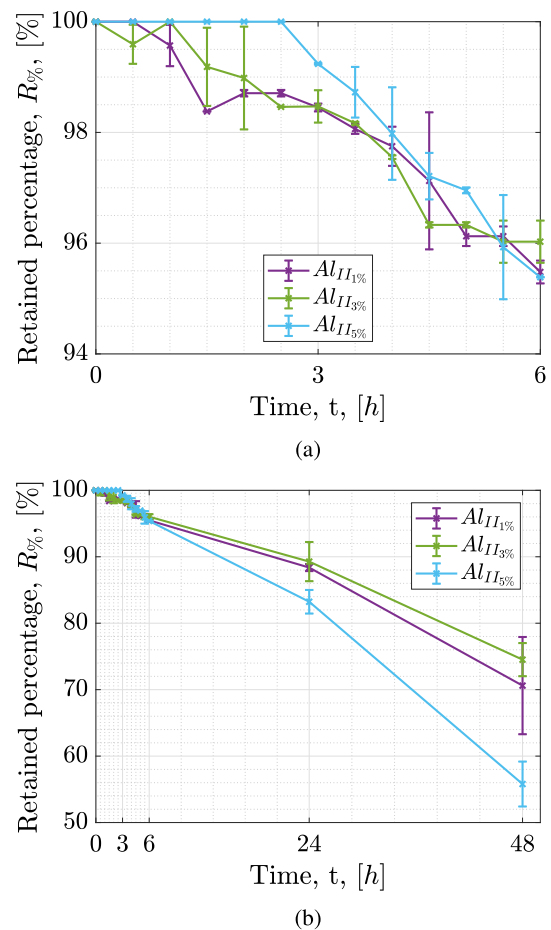 100
98
96
94
Retained percentage, R%, [%]
Al_II1%
Al_II3%
Al_II5%
0 3 6
Time, t, [h]
(a)
100
90
80
70
60
50
Retained percentage, R%, [%]
Al_II1%
Al_II3%
Al_II5%
0 3 6 24 48
Time, t, [h]
(b)